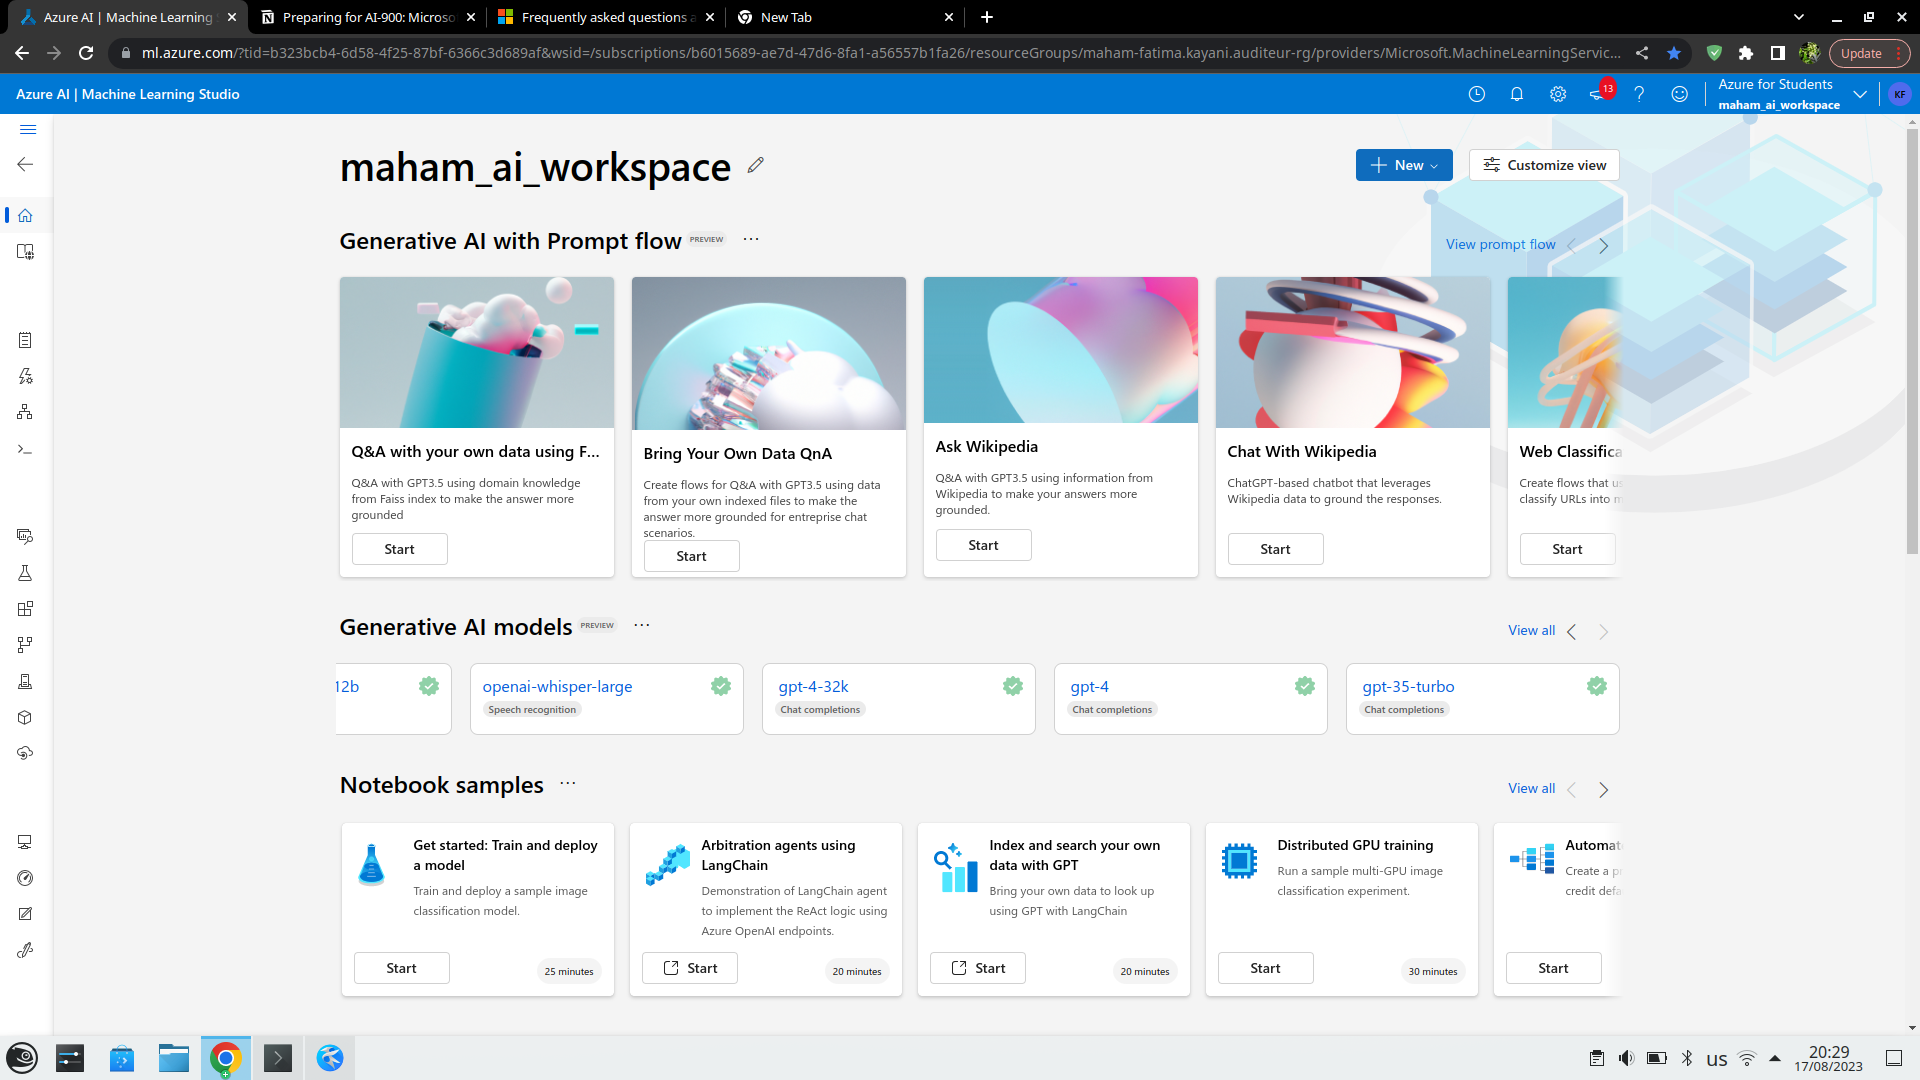 Azure AI | Machine Learning
Preparing for AI-900: Microso
Frequently asked questions a
New Tab
ml.azure.com/?tid=b323bcb4-6d58-4f25-87bf-6366c3d689af&wsid=/subscriptions/b6015689-ae7d-47d6-8fa1-a56557b1fa26/resourceGroups/maham-fatima.kayani.auditeur-rg/providers/Microsoft.MachineLearningServic...
Update
Azure AI | Machine Learning Studio
13
Azure for Students
maham_ai_workspace
KF
maham_ai_workspace
New
Customize view
Generative AI with Prompt flow
PREVIEW
...
View prompt flow
Q&A with your own data using F...
Q&A with GPT3.5 using domain knowledge
from Faiss index to make the answer more
grounded
Start
Bring Your Own Data QnA
Create flows for Q&A with GPT3.5 using data
from your own indexed files to make the
answer more grounded for entreprise chat
scenarios.
Start
Ask Wikipedia
Q&A with GPT3.5 using information from
Wikipedia to make your answers more
grounded.
Start
Chat With Wikipedia
ChatGPT-based chatbot that leverages
Wikipedia data to ground the responses.
Start
Web Classifica
Create flows that us
classify URLs into m
Start
Generative AI models
PREVIEW
...
View all
12b
openai-whisper-large
Speech recognition
gpt-4-32k
Chat completions
gpt-4
Chat completions
gpt-35-turbo
Chat completions
Notebook samples
...
View all
Get started: Train and deploy
a model
Train and deploy a sample image
classification model.
Start
25 minutes
Arbitration agents using
LangChain
Demonstration of LangChain agent
to implement the ReAct logic using
Azure OpenAI endpoints.
Start
20 minutes
Index and search your own
data with GPT
Bring your own data to look up
using GPT with LangChain
Start
20 minutes
Distributed GPU training
Run a sample multi-GPU image
classification experiment.
Start
30 minutes
Automat
Create a p
credit defa
Start
us
20:29
17/08/2023